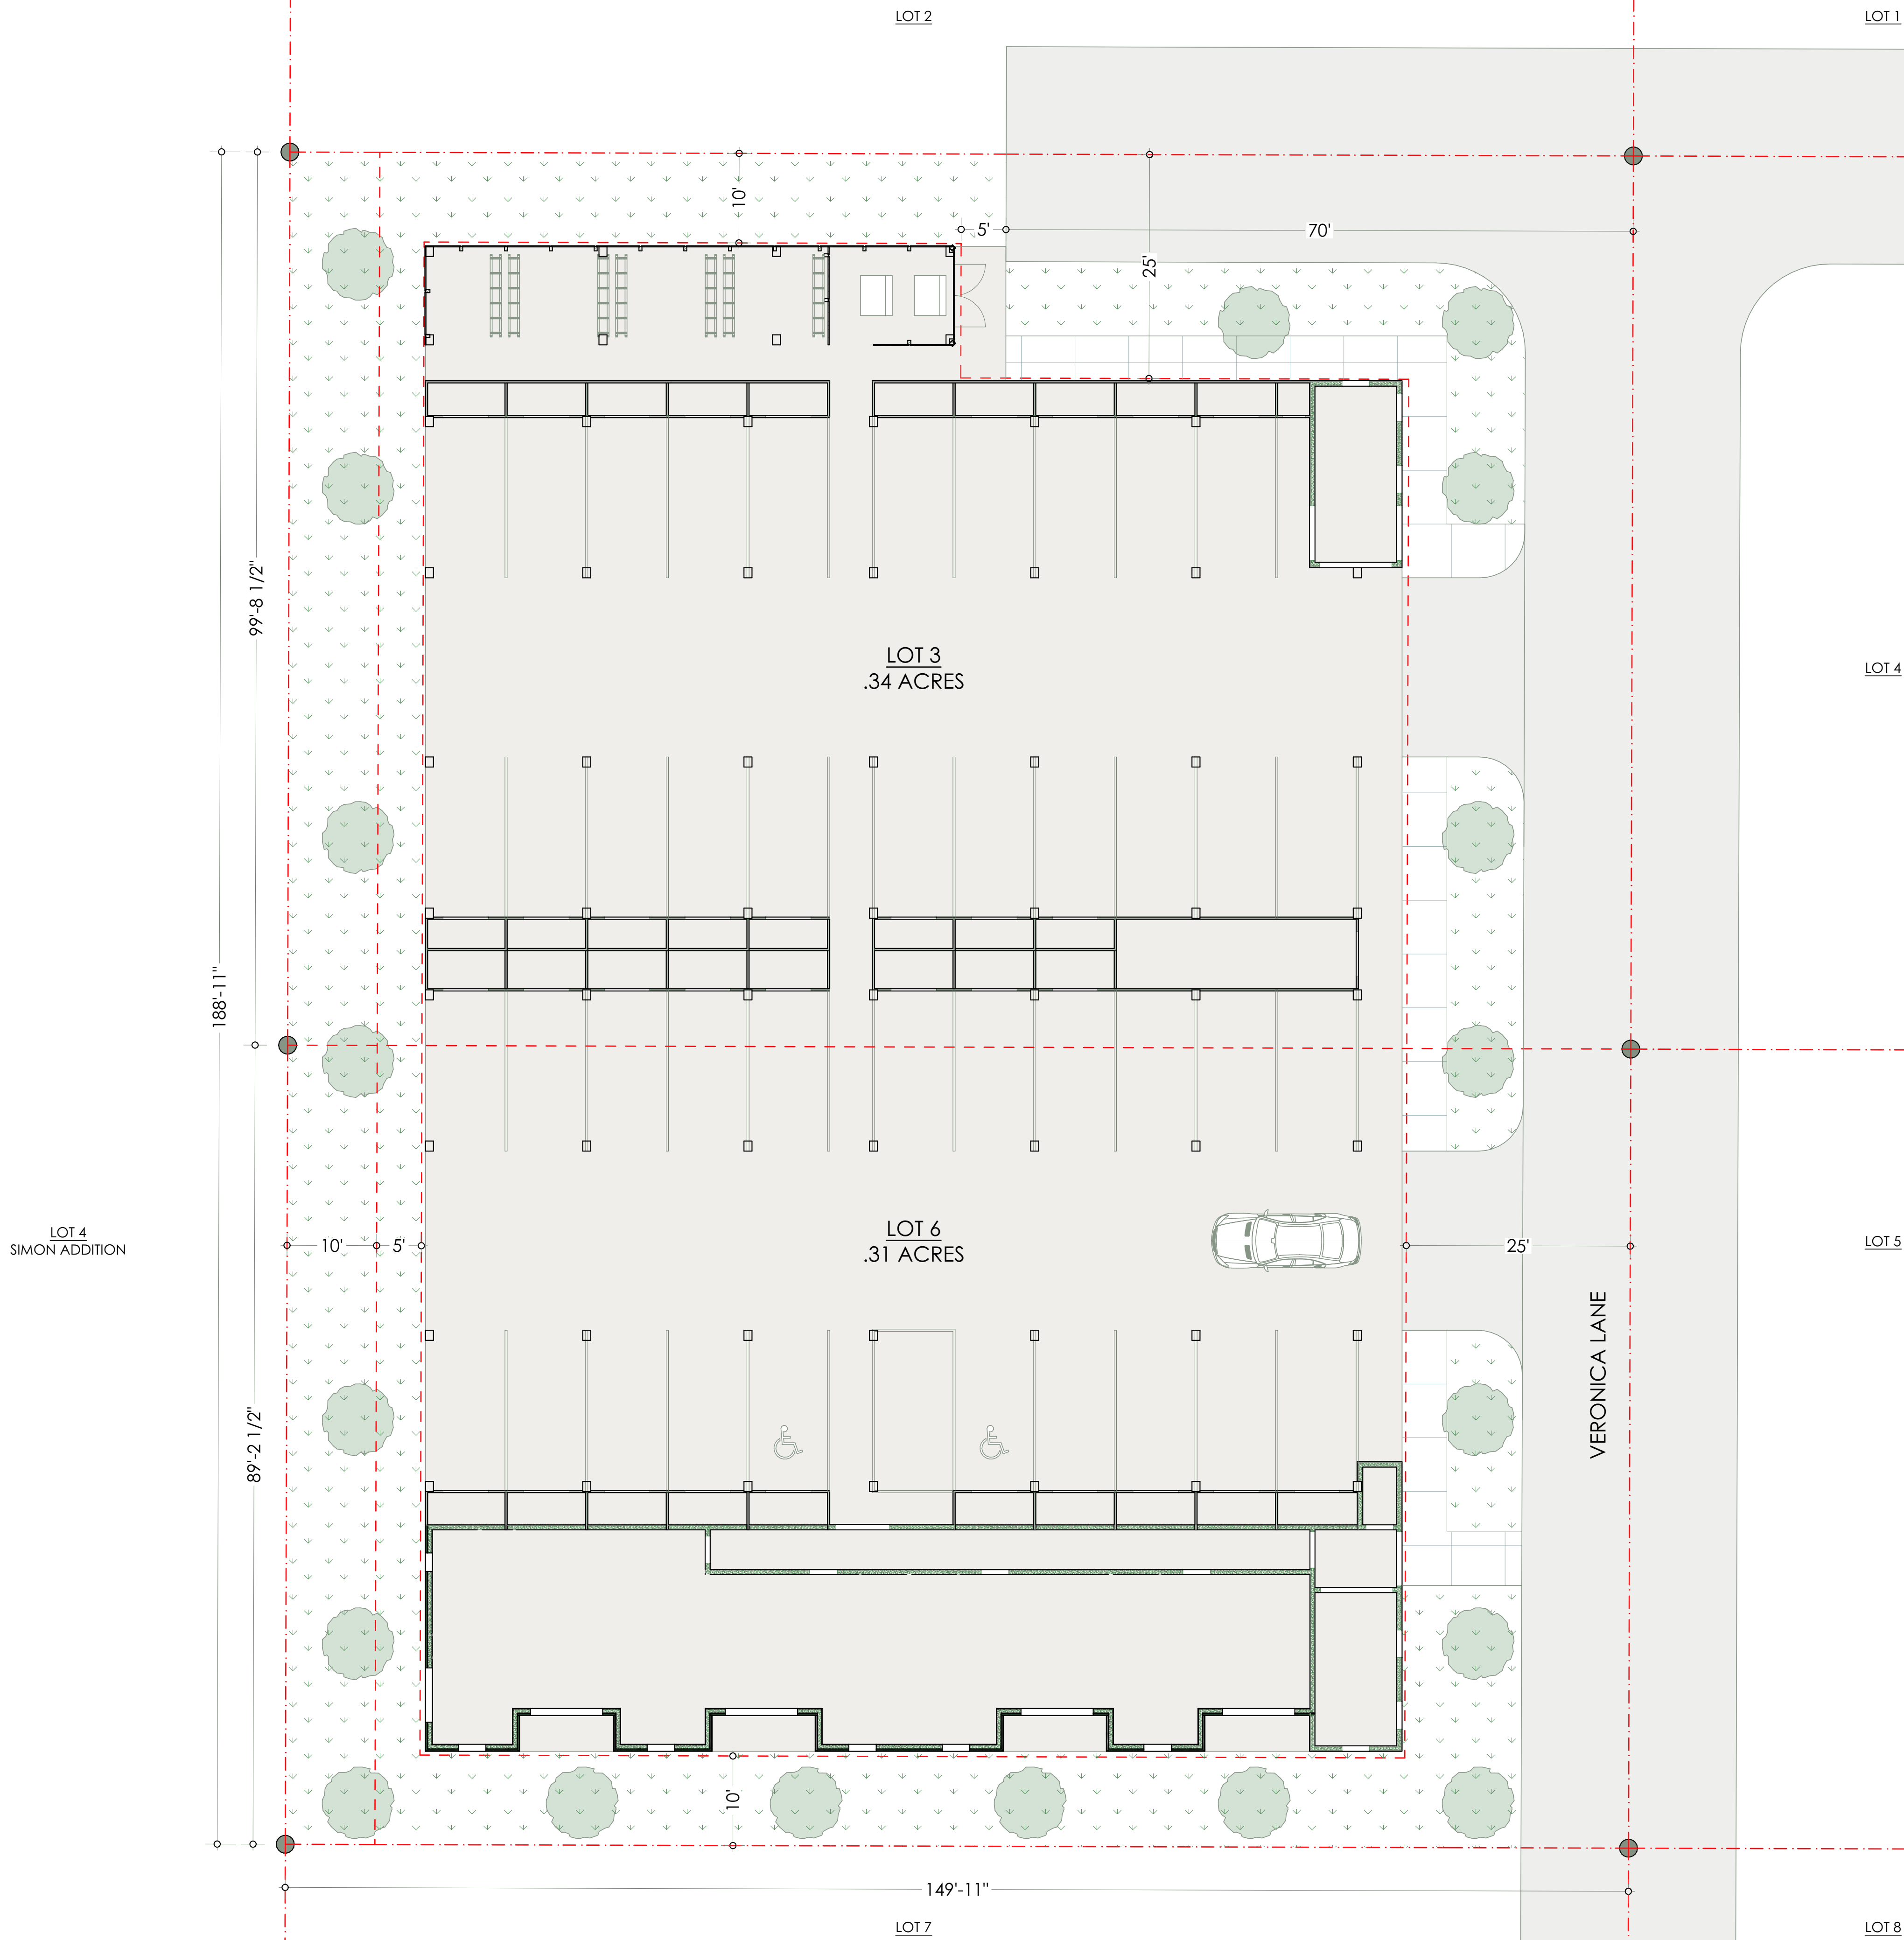 LOT 2
LOT 1
10'
5'
70'
25'
99'-8 1/2"
LOT 3
.34 ACRES
LOT 4
188'-11"
LOT 4
SIMON ADDITION
10'
5'
LOT 6
.31 ACRES
25'
LOT 5
VERONICA LANE
89'-2 1/2"
10'
149'-11"
LOT 7
LOT 8